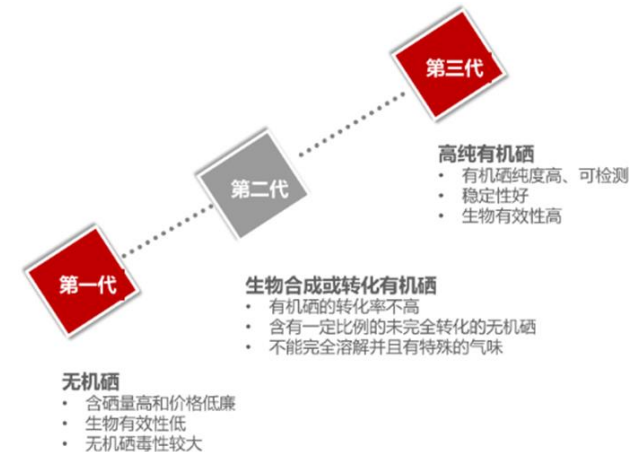 第三代
高纯有机硒
• 有机硒纯度高、可检测
• 稳定性好
• 生物有效性高
第二代
生物合成或转化有机硒
• 有机硒的转化率不高
• 含有一定比例的未完全转化的无机硒
• 不能完全溶解并且有特殊的气味
第一代
无机硒
• 含硒量高和价格低廉
• 生物有效性低
• 无机硒毒性较大